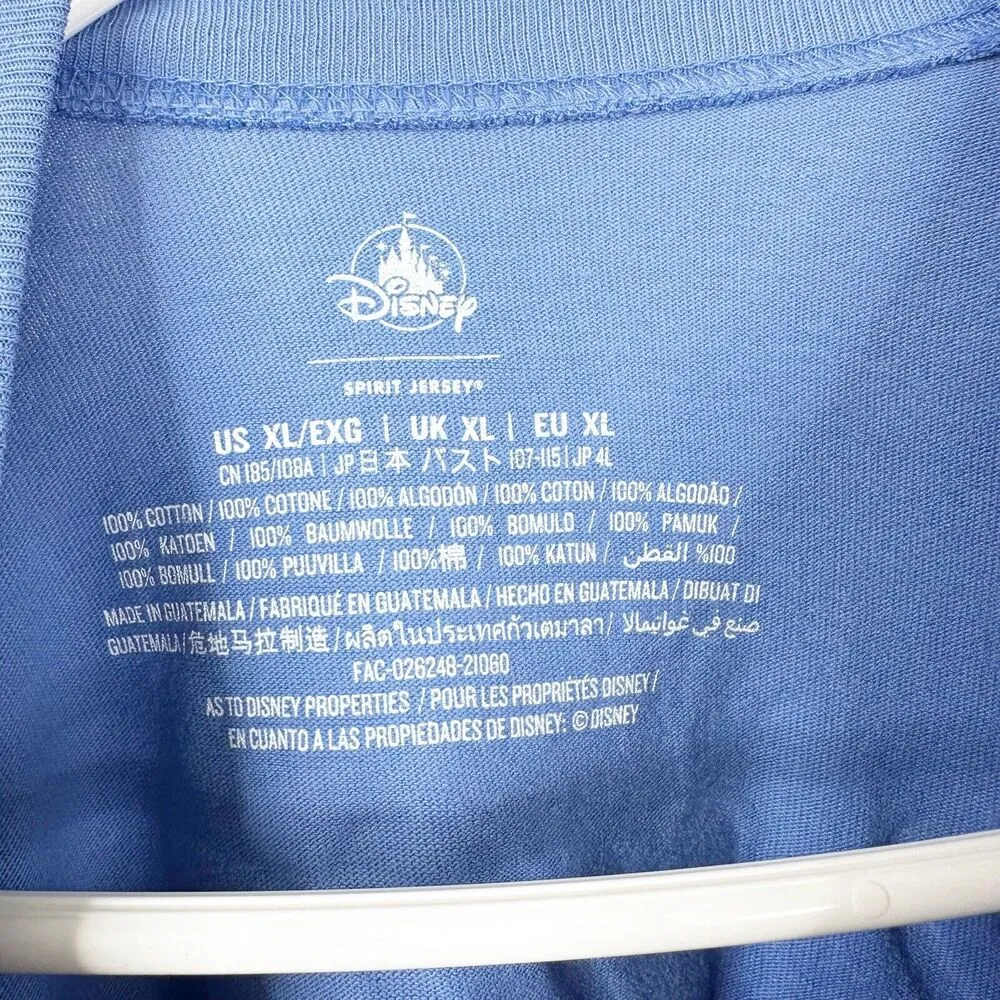 Disney
SPIRIT JERSEY®
US XL/EXG | UK XL | EU XL
CN 185/108A | JP日本 バスト 107-115 | JP 4L
100% COTTON / 100% COTONE / 100% ALGODÓN / 100% COTON / 100% ALGODÃO /
100% KATOEN / 100% BAUMWOLLE / 100% BOMULD / 100% PAMUK /
100% BOMULL / 100% PUUVILLA / 100%棉 / 100% KATUN / %100 القطن
MADE IN GUATEMALA / FABRIQUÉ EN GUATEMALA / HECHO EN GUATEMALA / DIBUAT DI
GUATEMALA / 危地马拉制造 / ผลิตในประเทศกัวเตมาลา / صنع في غواتيمالا
FAC-026248-21060
AS TO DISNEY PROPERTIES / POUR LES PROPRIÉTÉS DISNEY /
EN CUANTO A LAS PROPIEDADES DE DISNEY: © DISNEY